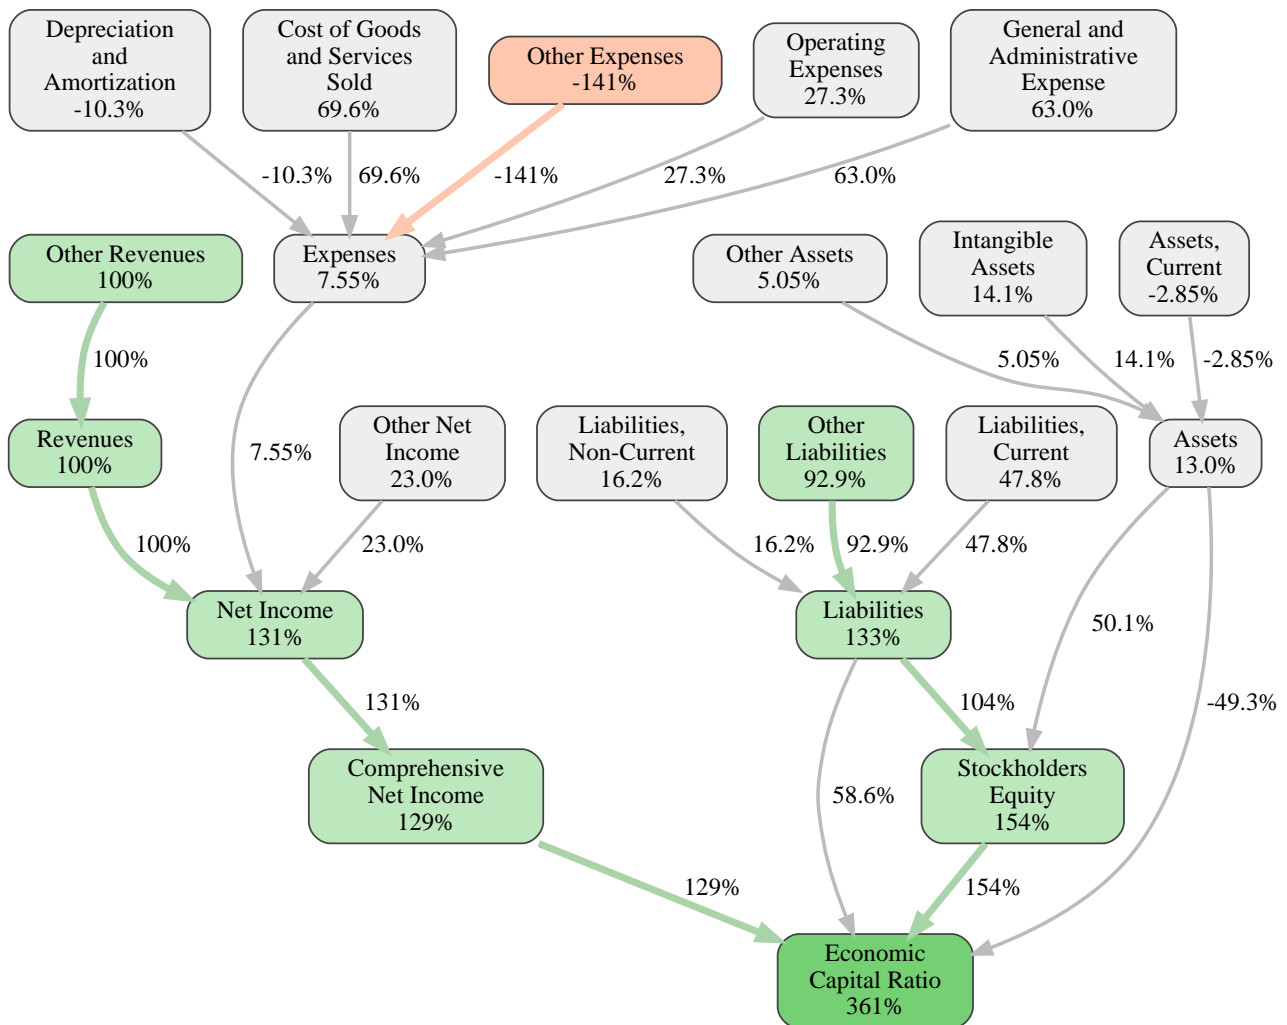 Depreciation
and
Amortization
-10.3%
Cost of Goods
and Services
Sold
69.6%
Other Expenses
-141%
Operating
Expenses
27.3%
General and
Administrative
Expense
63.0%
-10.3%
69.6%
-141%
27.3%
63.0%
Other Revenues
100%
Expenses
7.55%
Other Assets
5.05%
Intangible
Assets
14.1%
Assets,
Current
-2.85%
100%
5.05%
14.1%
-2.85%
Revenues
100%
7.55%
Other Net
Income
23.0%
Liabilities,
Non-Current
16.2%
Other
Liabilities
92.9%
Liabilities,
Current
47.8%
Assets
13.0%
100%
23.0%
16.2%
92.9%
47.8%
Net Income
131%
Liabilities
133%
50.1%
131%
104%
-49.3%
Comprehensive
Net Income
129%
58.6%
Stockholders
Equity
154%
129%
154%
Economic
Capital Ratio
361%